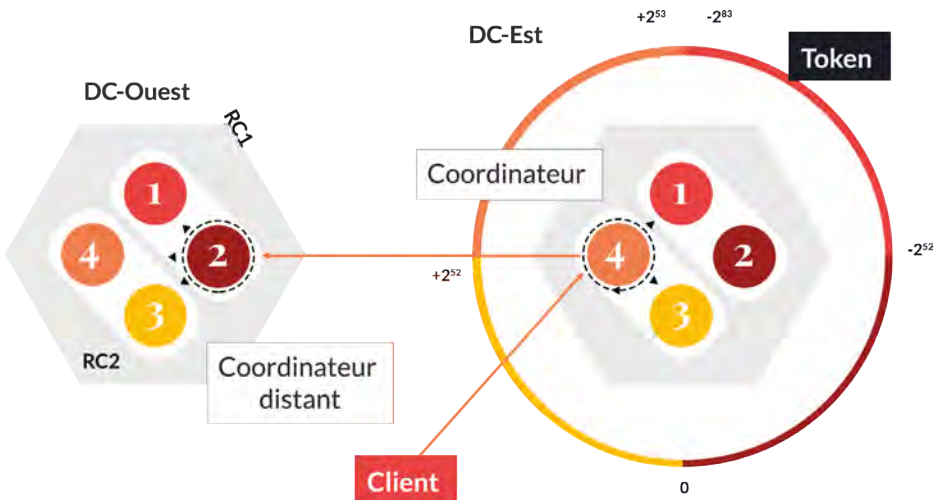 +2⁵³ -2⁸³
DC-Est
Token
DC-Ouest
RC1
Coordinateur
1
1
4
2
4
2
-2⁵²
+2⁵²
3
3
RC2
Coordinateur
distant
Client
0